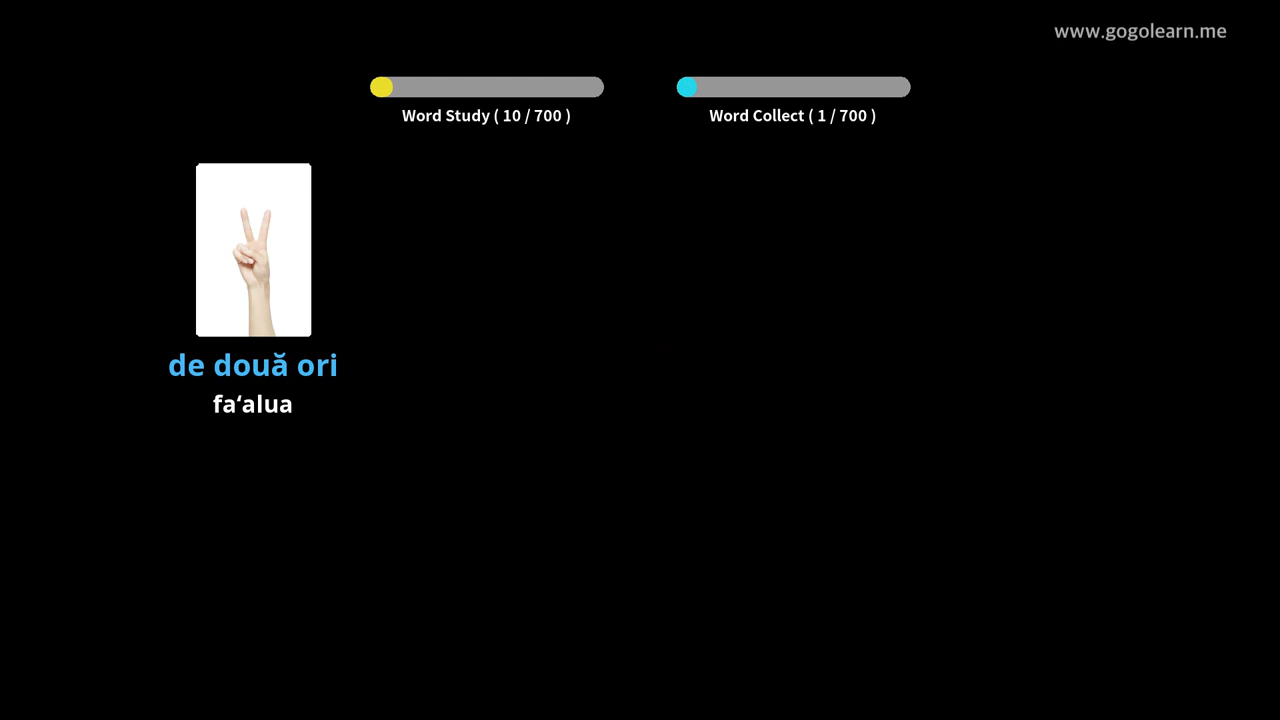 www.gogolearn.me
Word Study ( 10 / 700 )
Word Collect ( 1 / 700 )
de două ori
fa‘alua